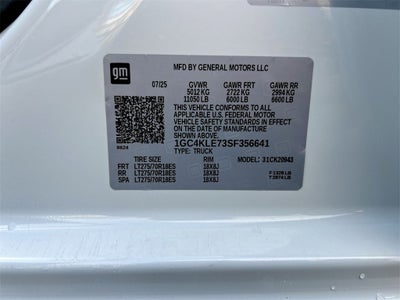 gm
MFD BY GENERAL MOTORS LLC
07/25 GVWR GAWR FRT GAWR RR
5012 KG 2722 KG 2994 KG
11050 LB 6000 LB 6600 LB
THIS VEHICLE CONFORMS TO ALL
APPLICABLE U.S. FEDERAL MOTOR
VEHICLE SAFETY STANDARDS IN
EFFECT ON THE DATE OF
MANUFACTURE SHOWN ABOVE.
1GC4KLE73SF356641
TYPE: TRUCK
TIRE SIZE RIM MODEL: 31CK20943
FRT LT275/70R18ES 18X8J
RR LT275/70R18ES 18X8J
SPA LT275/70R18ES 18X8J